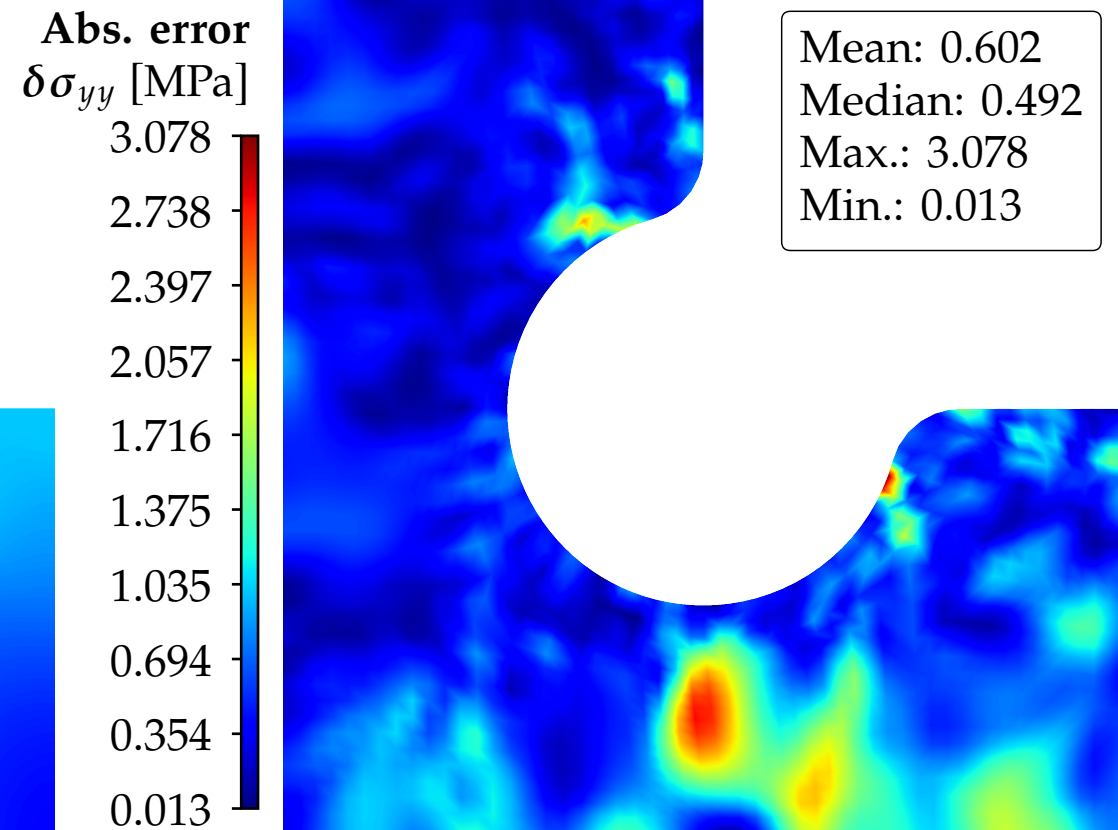 Abs. error
δσyy [MPa]
3.078
2.738
2.397
2.057
1.716
1.375
1.035
0.694
0.354
0.013
Mean: 0.602
Median: 0.492
Max.: 3.078
Min.: 0.013